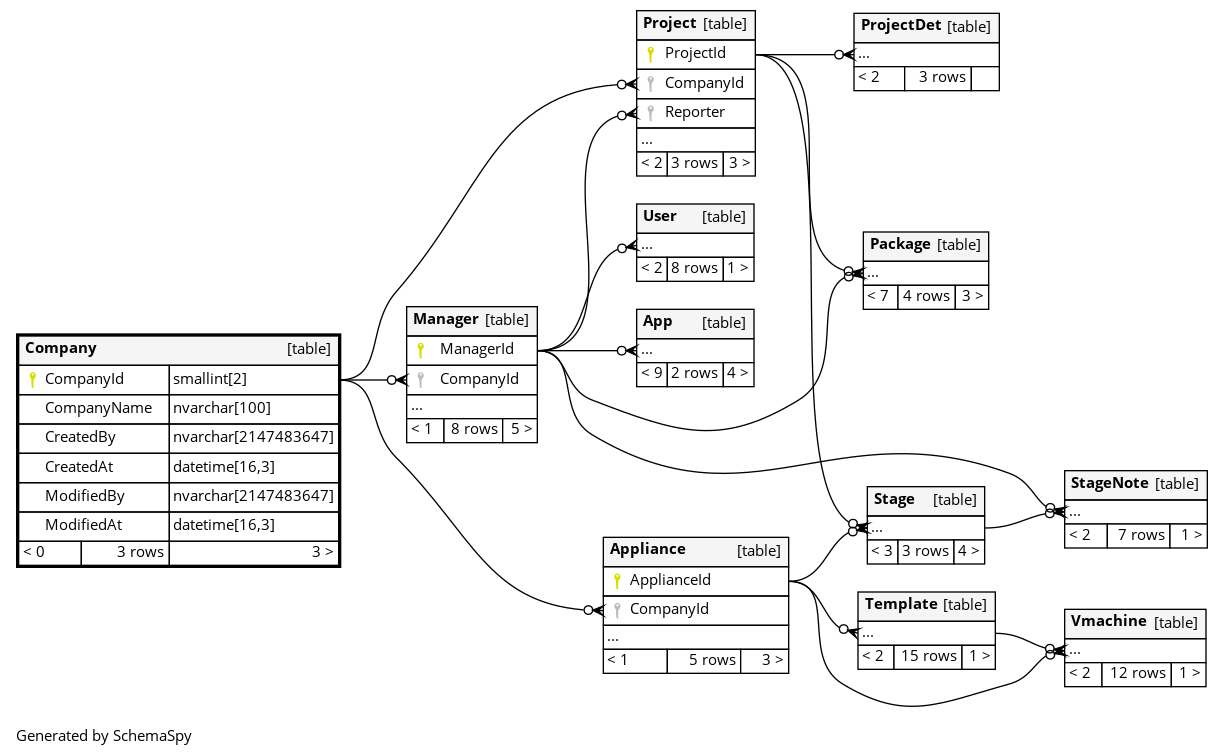 Project [table]
ProjectId
CompanyId
Reporter
...
< 2 3 rows 3 >
ProjectDet [table]
...
< 2 3 rows
User [table]
...
< 2 8 rows 1 >
Package [table]
...
< 7 4 rows 3 >
Manager [table]
ManagerId
CompanyId
...
< 1 8 rows 5 >
App [table]
...
< 9 2 rows 4 >
Company [table]
CompanyId smallint[2]
CompanyName nvarchar[100]
CreatedBy nvarchar[2147483647]
CreatedAt datetime[16,3]
ModifiedBy nvarchar[2147483647]
ModifiedAt datetime[16,3]
< 0 3 rows 3 >
StageNote [table]
...
< 2 7 rows 1 >
Stage [table]
...
< 3 3 rows 4 >
Appliance [table]
ApplianceId
CompanyId
...
< 1 5 rows 3 >
Template [table]
...
< 2 15 rows 1 >
Vmachine [table]
...
< 2 12 rows 1 >
Generated by SchemaSpy